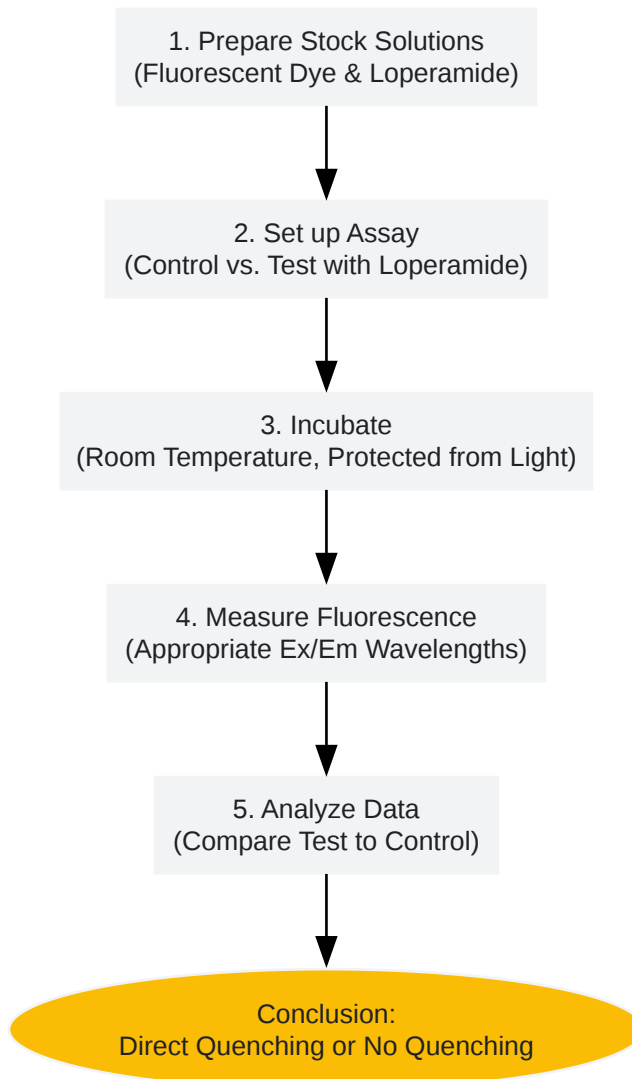 1. Prepare Stock Solutions
(Fluorescent Dye & Loperamide)
2. Set up Assay
(Control vs. Test with Loperamide)
3. Incubate
(Room Temperature, Protected from Light)
4. Measure Fluorescence
(Appropriate Ex/Em Wavelengths)
5. Analyze Data
(Compare Test to Control)
Conclusion:
Direct Quenching or No Quenching